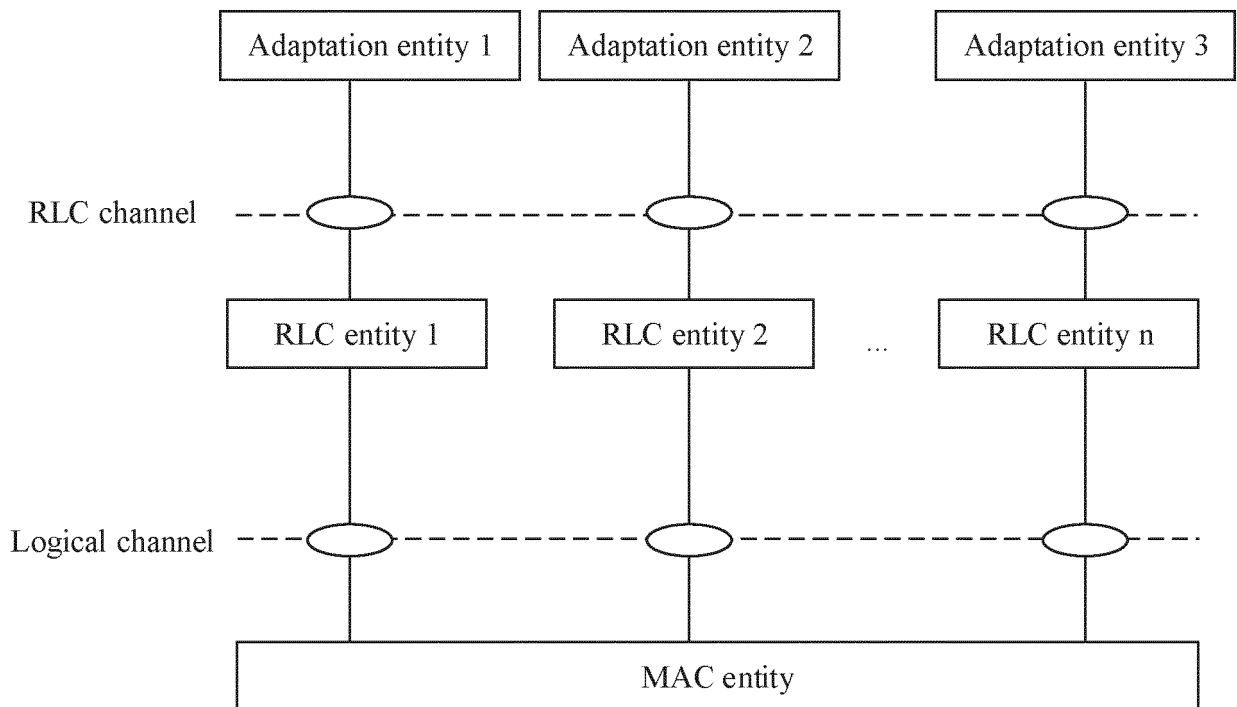 Adaptation entity 1
Adaptation entity 2
Adaptation entity 3
RLC channel
RLC entity 1
RLC entity 2
...
RLC entity n
Logical channel
MAC entity